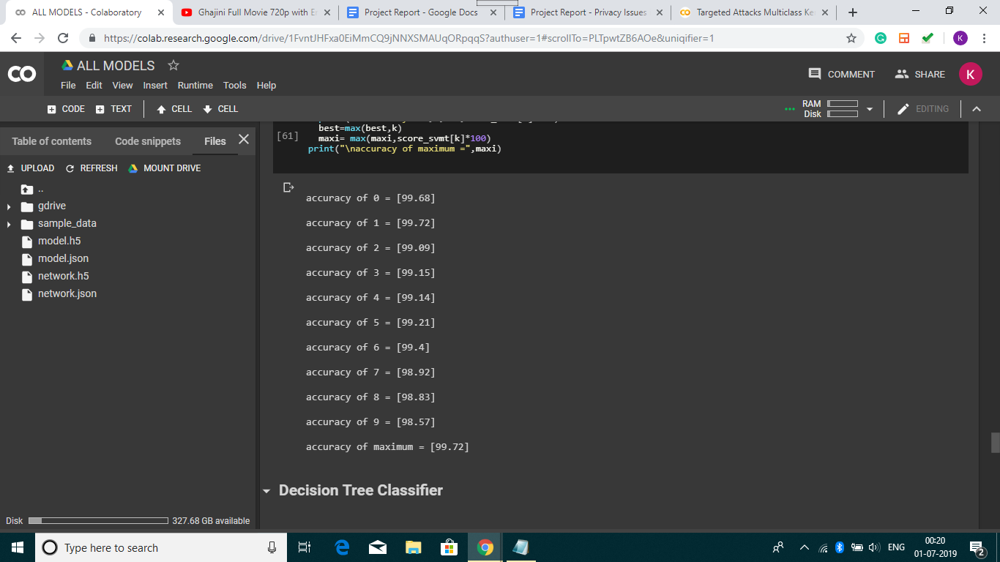 ALL MODELS - Colaboratory
Ghajini Full Movie 720p with E
Project Report - Google Docs
Project Report - Privacy Issues
Targeted Attacks Multiclass Ke
https://colab.research.google.com/drive/1FvntJHFxa0EiMmCQ9jNNXSMAUqORpqqS?authuser=1#scrollTo=PLTpwtZB6AOe&uniqifier=1
K
CO
ALL MODELS
File Edit View Insert Runtime Tools Help
COMMENT
SHARE
K
CODE
TEXT
CELL
CELL
RAM
Disk
EDITING
Table of contents
Code snippets
Files
UPLOAD
REFRESH
MOUNT DRIVE
..
gdrive
sample_data
model.h5
model.json
network.h5
network.json
Disk
327.68 GB available
[61]
best=max(best,k)
maxi= max(maxi,score_svmt[k]*100)
print("\naccuracy of maximum =",maxi)
accuracy of 0 = [99.68]
accuracy of 1 = [99.72]
accuracy of 2 = [99.09]
accuracy of 3 = [99.15]
accuracy of 4 = [99.14]
accuracy of 5 = [99.21]
accuracy of 6 = [99.4]
accuracy of 7 = [98.92]
accuracy of 8 = [98.83]
accuracy of 9 = [98.57]
accuracy of maximum = [99.72]
Decision Tree Classifier
Type here to search
ENG
00:20
01-07-2019
2